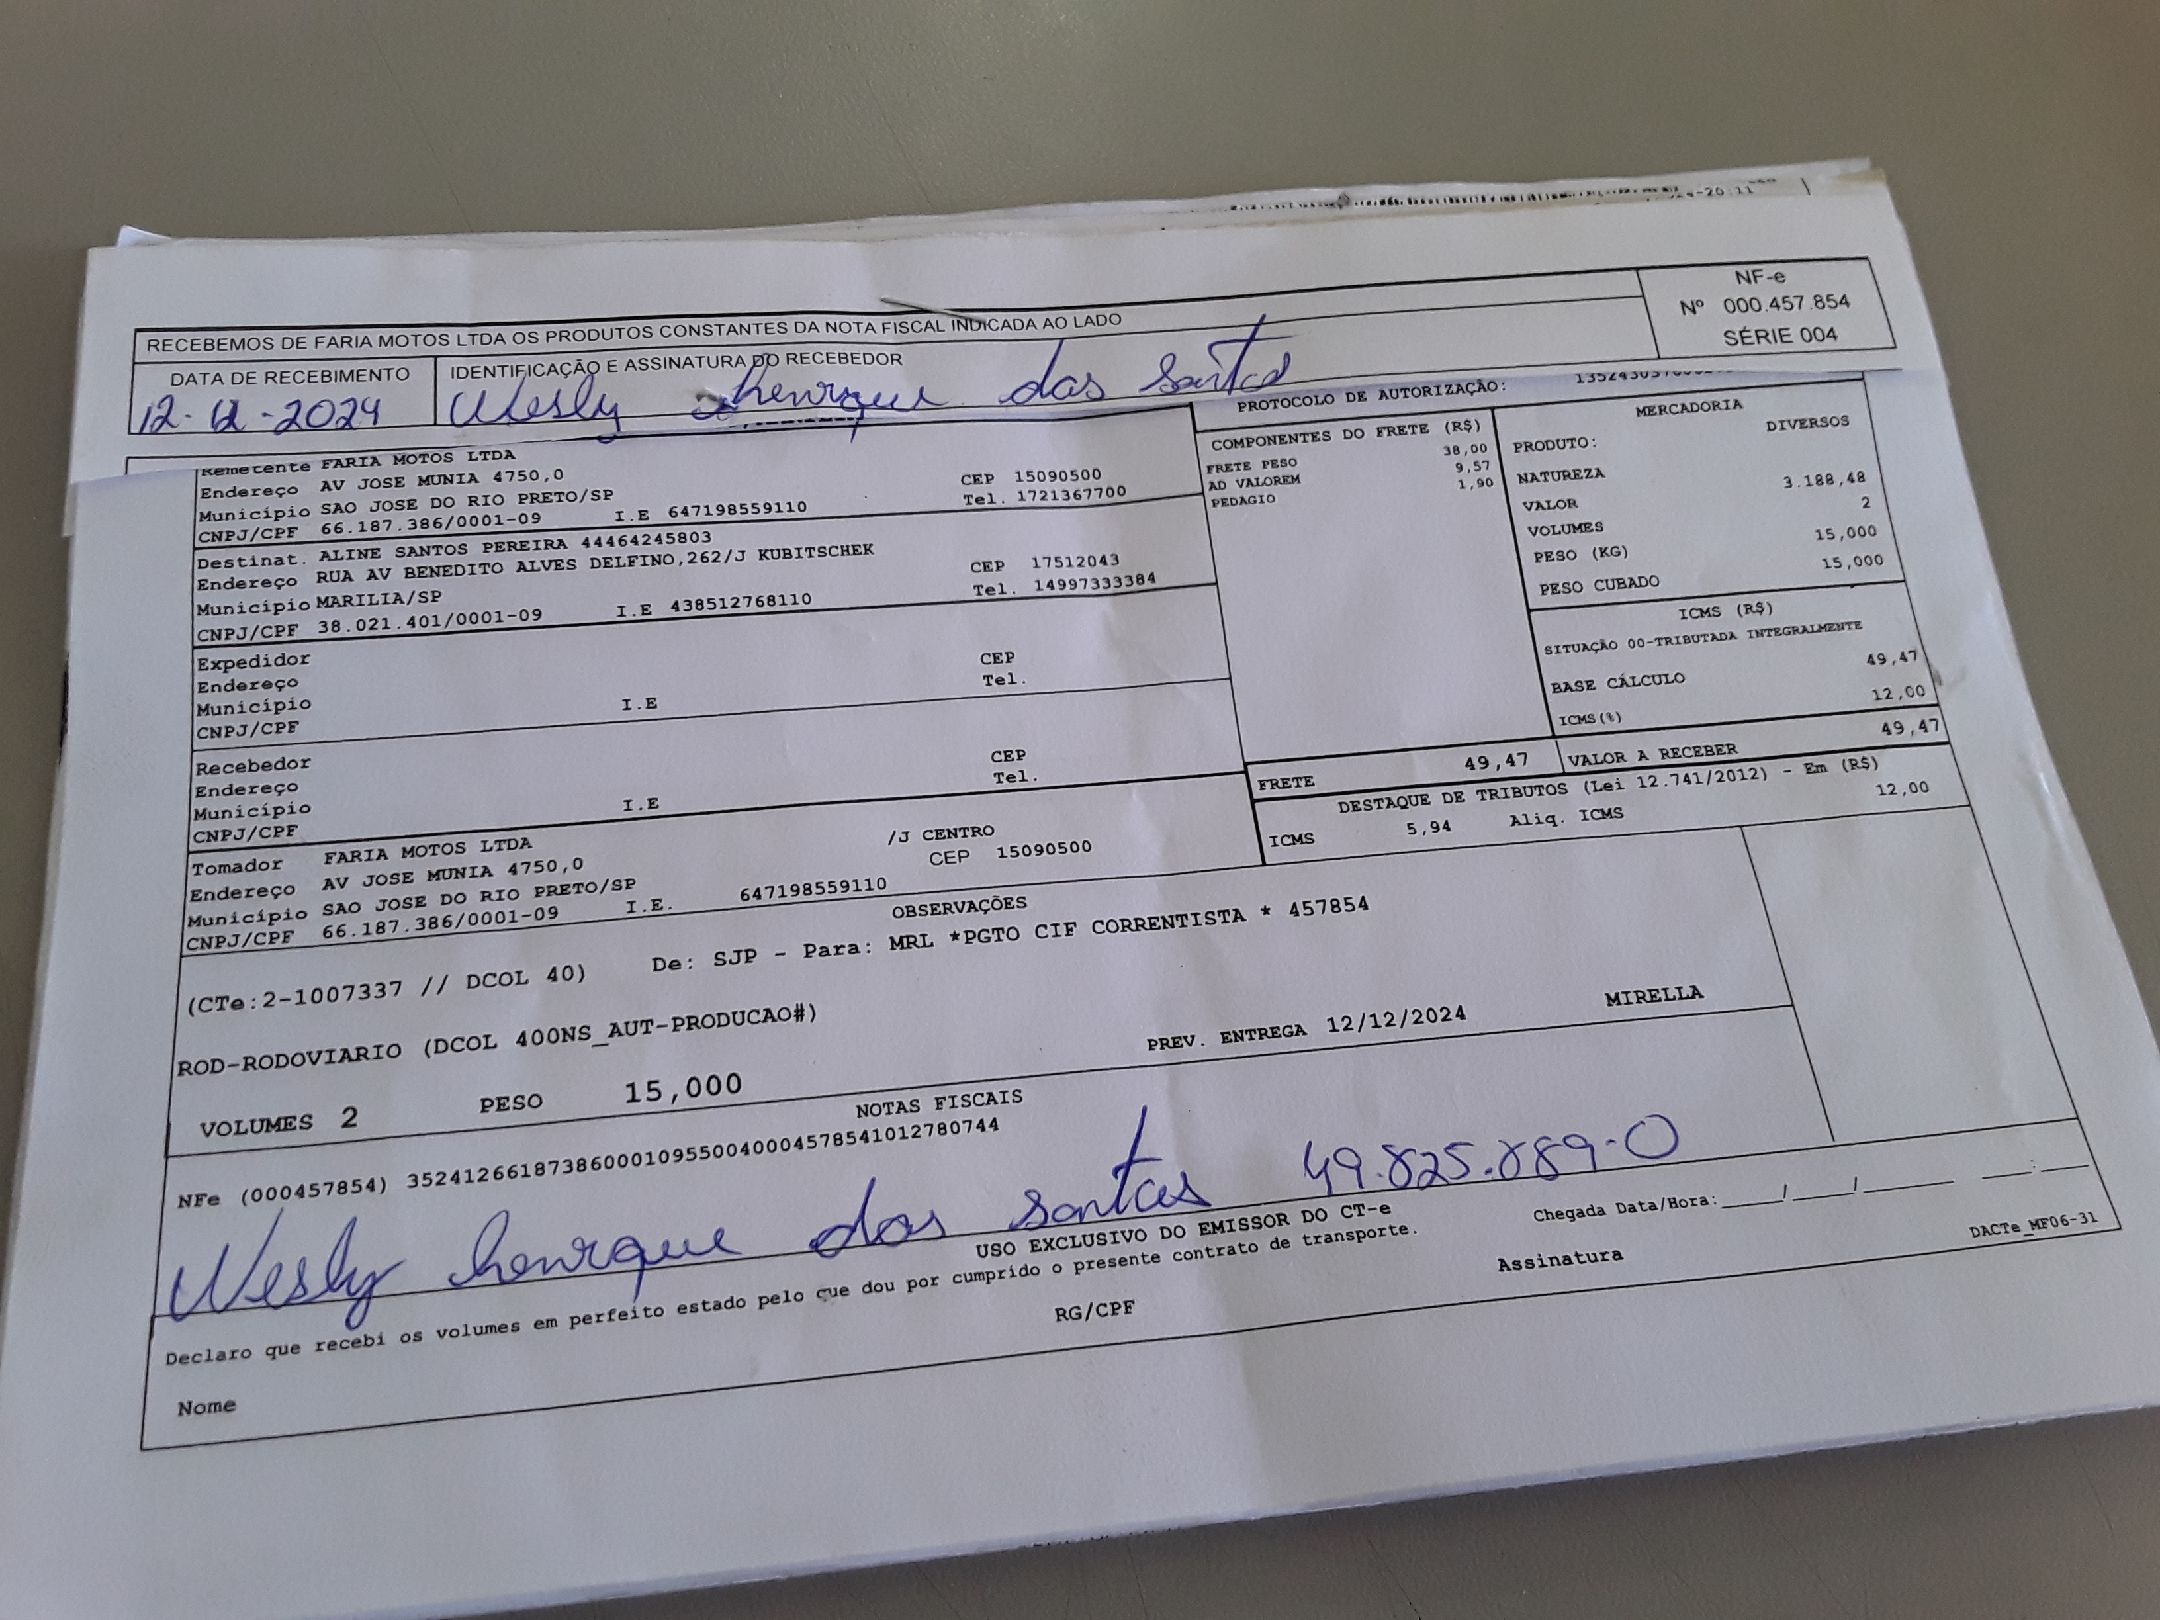 RECEBEMOS DE FARIA MOTOS LTDA OS PRODUTOS CONSTANTES DA NOTA FISCAL INDICADA AO LADO
NF-e
Nº 000.457.854
SÉRIE 004
DATA DE RECEBIMENTO
12-12-2024
IDENTIFICAÇÃO E ASSINATURA DO RECEBEDOR
Wesly henrique dos santos
PROTOCOLO DE AUTORIZAÇÃO:
Remetente FARIA MOTOS LTDA
Endereço AV JOSE MUNIA 4750,0 CEP 15090500
Município SAO JOSE DO RIO PRETO/SP Tel. 1721367700
CNPJ/CPF 66.187.386/0001-09 I.E 647198559110
Destinat. ALINE SANTOS PEREIRA 44464245803
Endereço RUA AV BENEDITO ALVES DELFINO,262/J KUBITSCHEK CEP 17512043
Município MARILIA/SP Tel. 14997333384
CNPJ/CPF 38.021.401/0001-09 I.E 438512768110
Expedidor CEP
Endereço Tel.
Município I.E
CNPJ/CPF
Recebedor CEP
Endereço Tel.
Município I.E
CNPJ/CPF
Tomador FARIA MOTOS LTDA /J CENTRO
Endereço AV JOSE MUNIA 4750,0 CEP 15090500
Município SAO JOSE DO RIO PRETO/SP
CNPJ/CPF 66.187.386/0001-09 I.E. 647198559110
COMPONENTES DO FRETE (R$)
FRETE PESO 38,00
AD VALOREM 9,57
PEDAGIO 1,90
MERCADORIA
PRODUTO: DIVERSOS
NATUREZA
VALOR 3.188,48
VOLUMES 2
PESO (KG) 15,000
PESO CUBADO 15,000
ICMS (R$)
SITUAÇÃO 00-TRIBUTADA INTEGRALMENTE
BASE CÁLCULO 49,47
ICMS(%) 12,00
FRETE 49,47 VALOR A RECEBER 49,47
DESTAQUE DE TRIBUTOS (Lei 12.741/2012) - Em (R$)
ICMS 5,94 Aliq. ICMS 12,00
OBSERVAÇÕES
(CTe:2-1007337 // DCOL 40) De: SJP - Para: MRL *PGTO CIF CORRENTISTA * 457854
ROD-RODOVIARIO (DCOL 400NS_AUT-PRODUCAO#)
PREV. ENTREGA 12/12/2024 MIRELLA
VOLUMES 2 PESO 15,000
NOTAS FISCAIS
NFe (000457854) 35241266187386000109550040004578541012780744
Wesly henrique dos santos 49.825.889-0
USO EXCLUSIVO DO EMISSOR DO CT-e
Declaro que recebi os volumes em perfeito estado pelo que dou por cumprido o presente contrato de transporte.
Chegada Data/Hora:____/____/______ ___:___
Nome RG/CPF Assinatura
DACTe_MF06-31